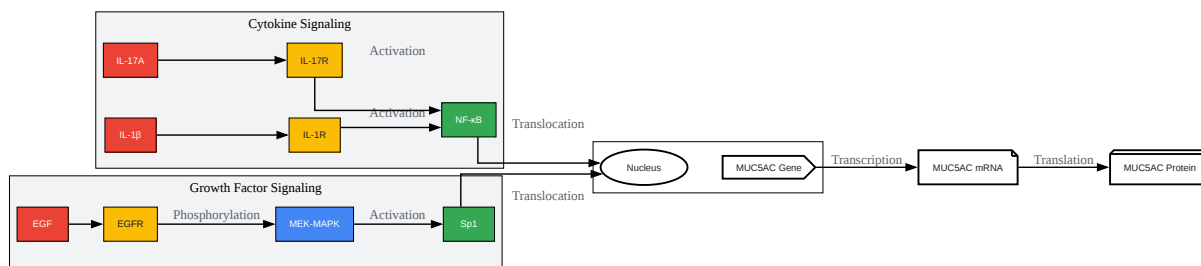 Cytokine Signaling
IL-17A
IL-17R
Activation
IL-1β
IL-1R
Activation
NF-κB
Translocation
Growth Factor Signaling
EGF
EGFR
Phosphorylation
MEK-MAPK
Activation
Sp1
Translocation
Nucleus
MUC5AC Gene
Transcription
MUC5AC mRNA
Translation
MUC5AC Protein